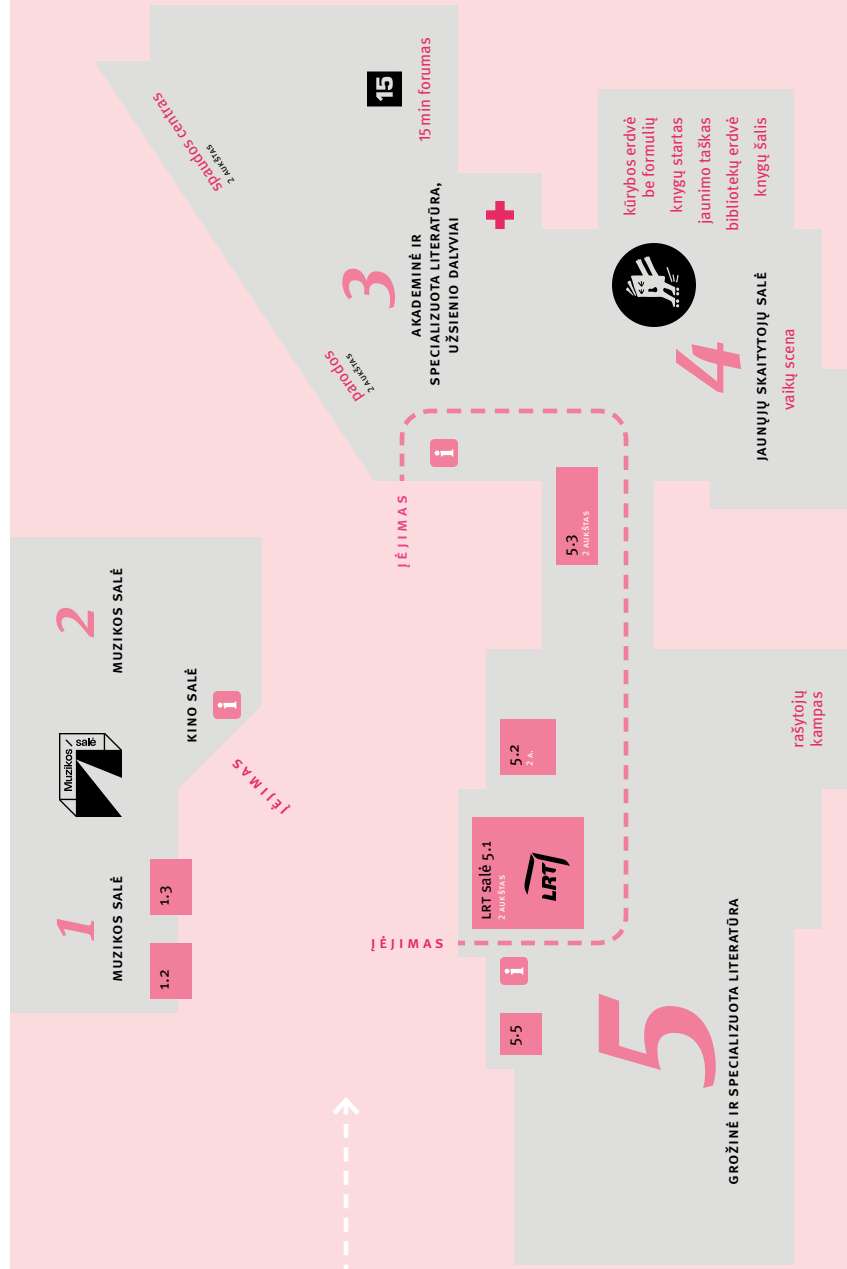 1
MUZIKOS SALĖ
1.2
1.3
Muzikos
salė
2
MUZIKOS SALĖ
KINO SALĖ
i
ĮĖJIMAS
spaudos centras
2 AUKŠTAS
15
15 min forumas
3
AKADEMINĖ IR
SPECIALIZUOTA LITERATŪRA,
UŽSIENIO DALYVIAI
parodos
2 AUKŠTAS
i
ĮĖJIMAS
kūrybos erdvė
be formulių
knygų startas
jaunimo taškas
bibliotekų erdvė
knygų šalis
4
JAUNŲJŲ SKAITYTOJŲ SALĖ
vaikų scena
5.3
2 AUKŠTAS
5.2
2 A.
LRT salė 5.1
2 AUKŠTAS
LRT
ĮĖJIMAS
i
5.5
5
GROŽINĖ IR SPECIALIZUOTA LITERATŪRA
rašytojų
kampas